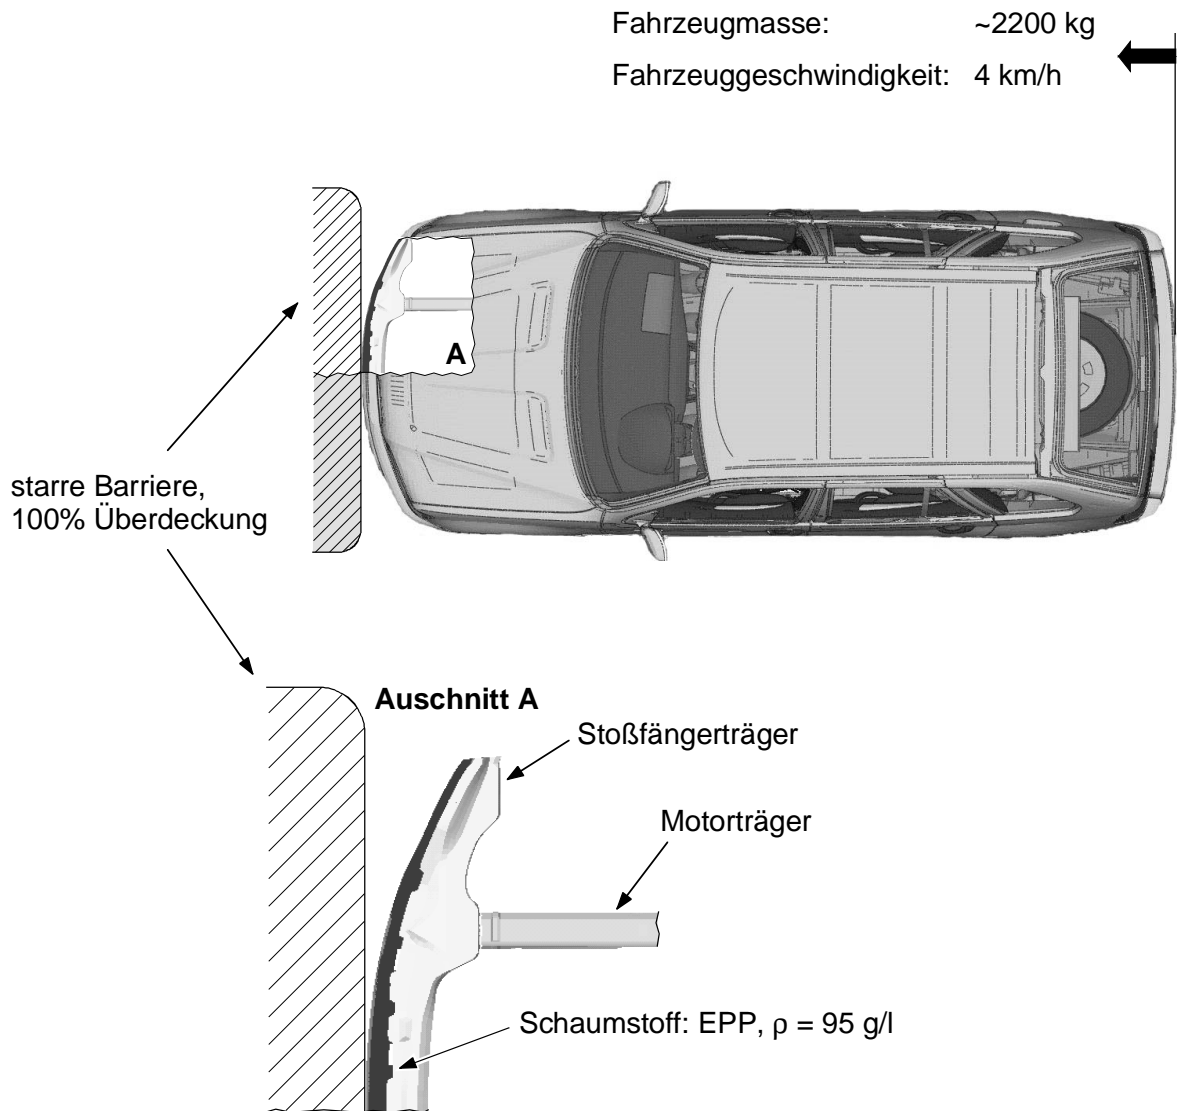 Fahrzeugmasse: ~2200 kg
Fahrzeuggeschwindigkeit: 4 km/h
A
starre Barriere,
100% Überdeckung
Auschnitt A
Stoßfängerträger
Motorträger
Schaumstoff: EPP, ρ = 95 g/l